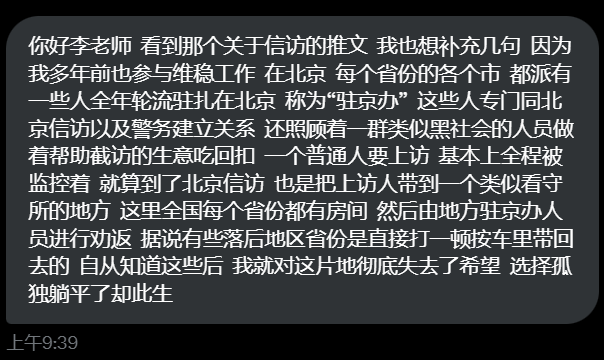 你好李老师 看到那个关于信访的推文 我也想补充几句 因为
我多年前也参与维稳工作 在北京 每个省份的各个市 都派有
一些人全年轮流驻扎在北京 称为“驻京办” 这些人专门同北
京信访以及警务建立关系 还照顾着一群类似黑社会的人员做
着帮助截访的生意吃回扣 一个普通人要上访 基本上全程被
监控着 就算到了北京信访 也是把上访人带到一个类似看守
所的地方 这里全国每个省份都有房间 然后由地方驻京办人
员进行劝返 据说有些落后地区省份是直接打一顿按车里带回
去的 自从知道这些后 我就对这片地彻底失去了希望 选择孤
独躺平了却此生
上午9:39